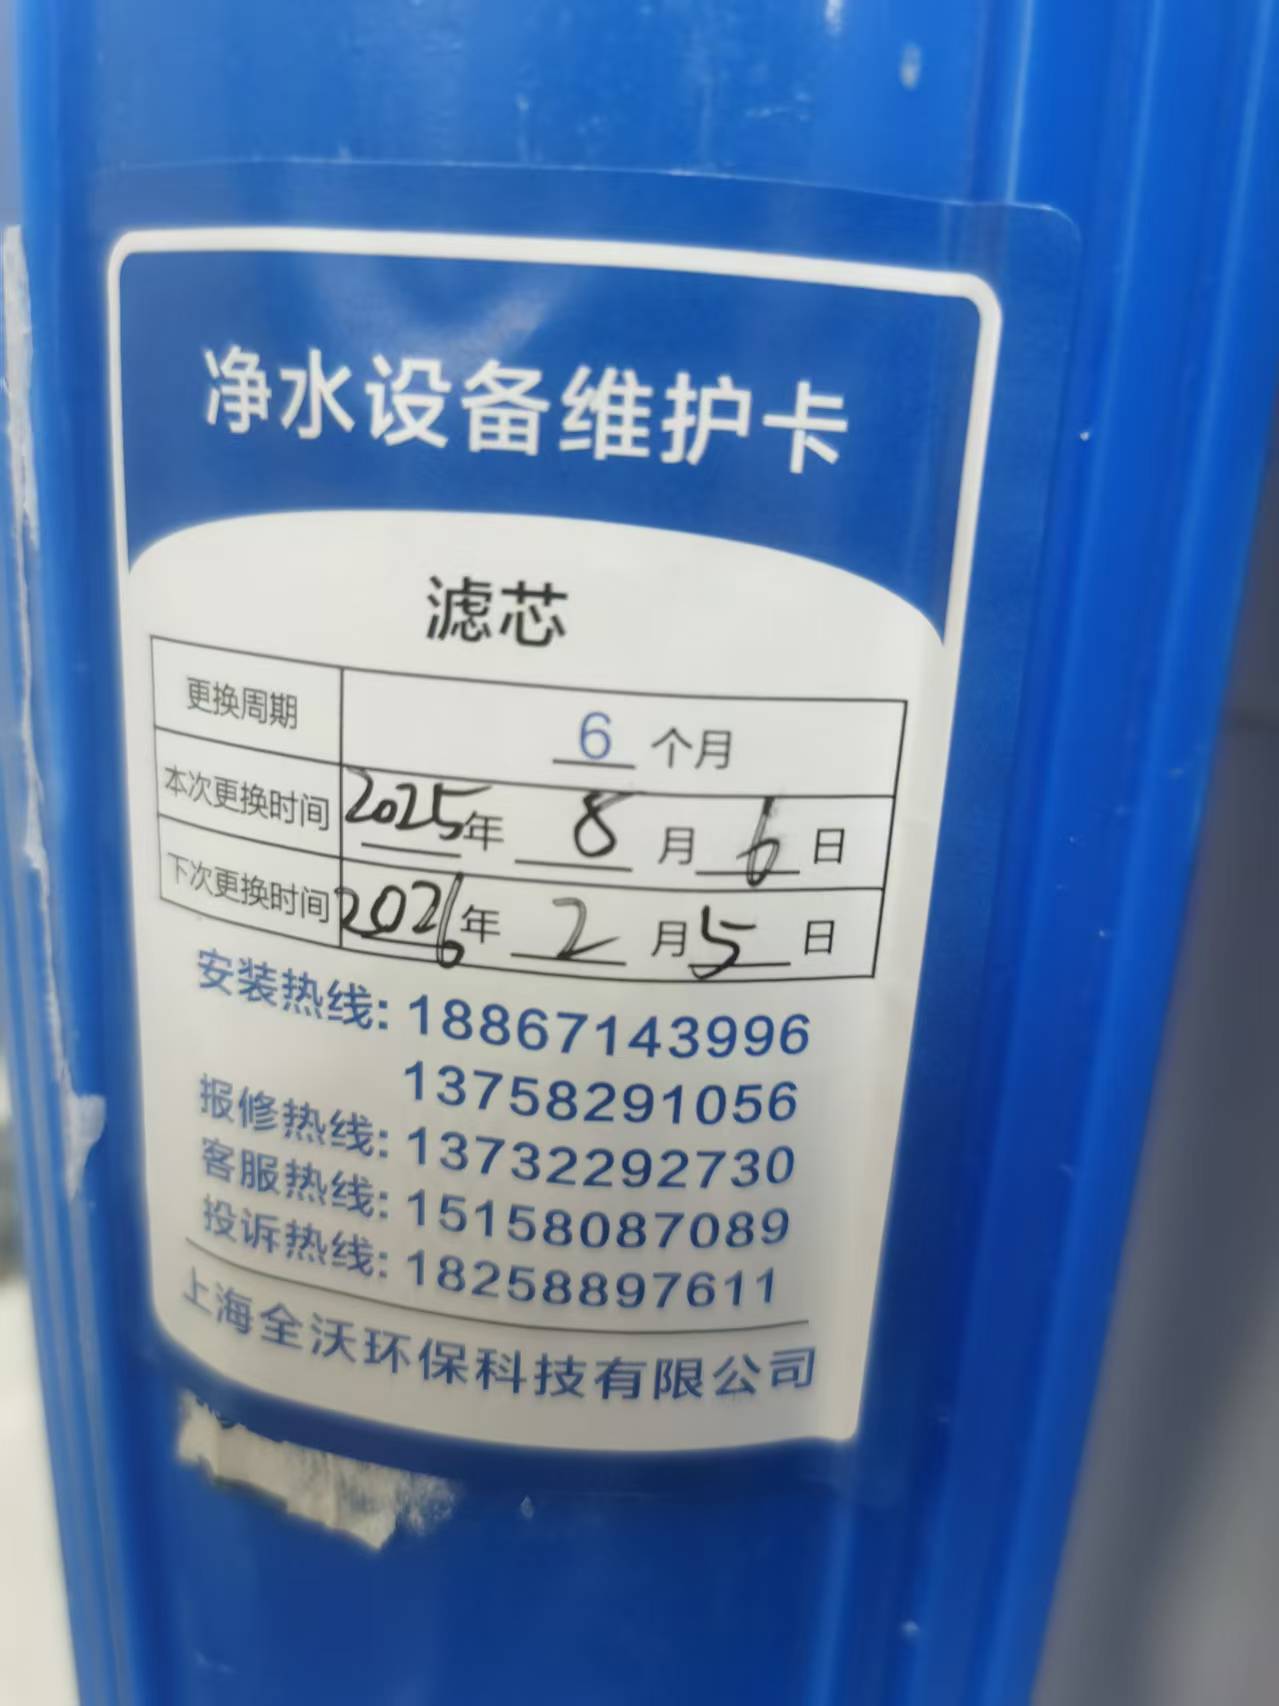 净水设备维护卡
滤芯
更换周期 6 个月
本次更换时间 2025年 8 月 6 日
下次更换时间 2026年 2 月 5 日
安装热线: 18867143996
13758291056
报修热线: 13732292730
客服热线: 15158087089
投诉热线: 18258897611
上海全沃环保科技有限公司